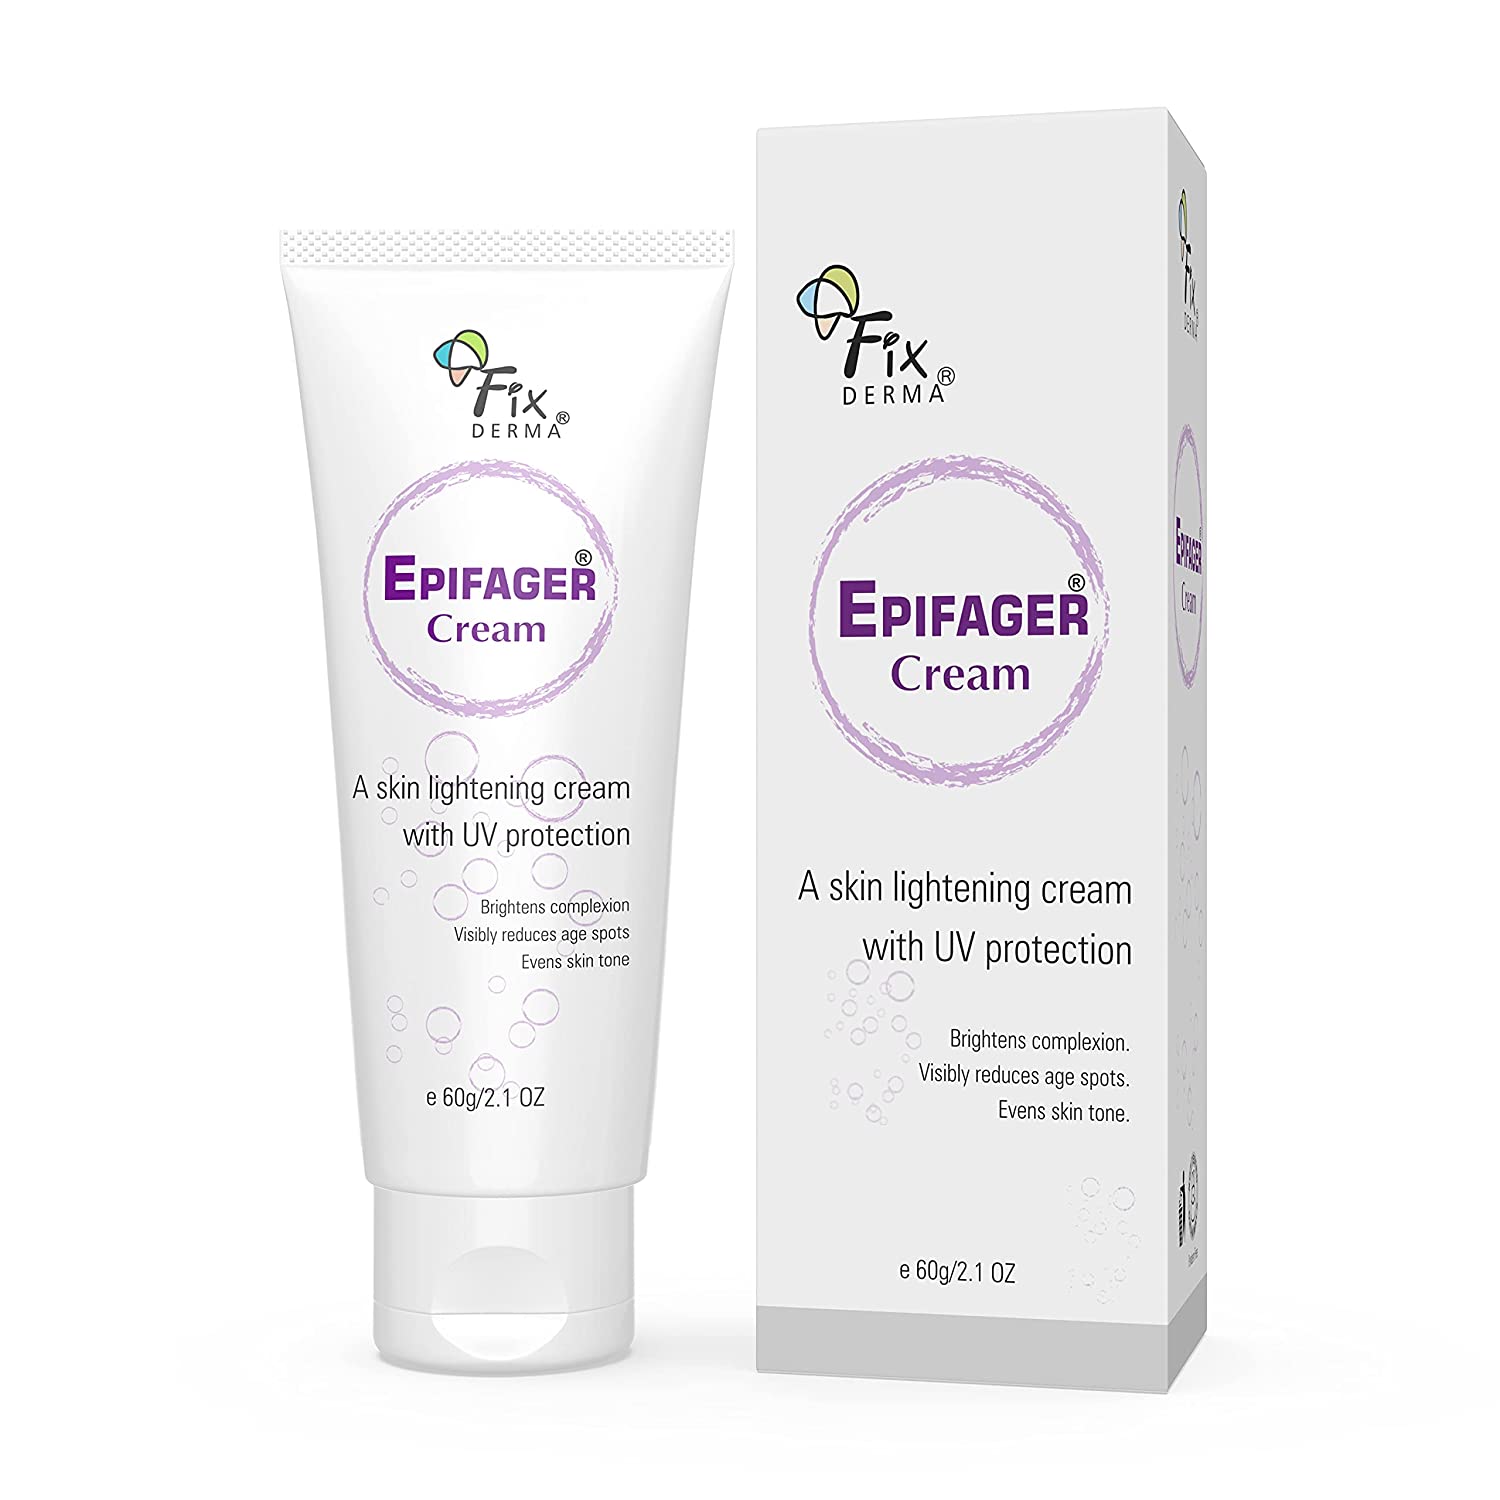 Fix
DERMA®
EPIFAGER®
Cream
A skin lightening cream
with UV protection
Brightens complexion
Visibly reduces age spots
Evens skin tone
e 60g/2.1 OZ
Fix
DERMA®
EPIFAGER®
Cream
A skin lightening cream
with UV protection
Brightens complexion.
Visibly reduces age spots.
Evens skin tone.
e 60g/2.1 OZ
Fix
DERMA®
EPIFAGER®
Cream